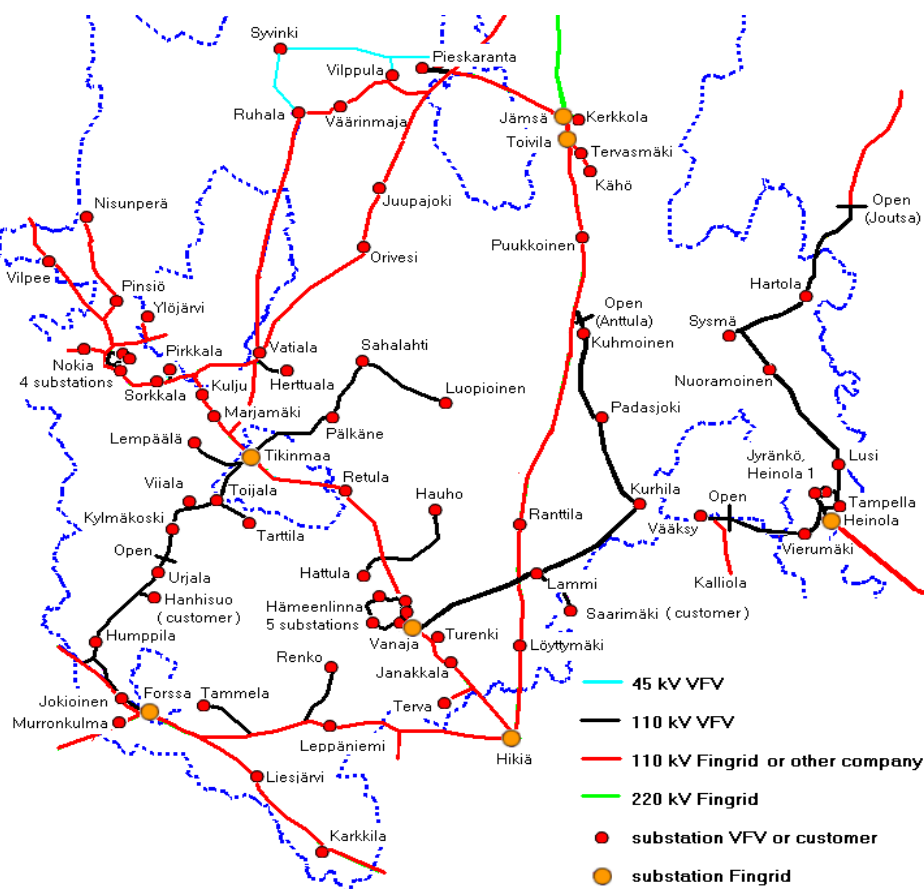 Syvinki
Pieskaranta
Vilppula
Ruhala
Väärinmaja
Jämsä
Kerkkola
Toivila
Tervasmäki
Kähö
Juupajoki
Nisunperä
Open
(Joutsa)
Puukkoinen
Orivesi
Vilpee
Pinsiö
Hartola
Ylöjärvi
Open
(Anttula)
Sysmä
Kuhmoinen
Pirkkala
Vatiala
Sahalahti
Nokia
4 substations
Herttuala
Nuoramoinen
Sorkkala
Kulju
Luopioinen
Marjamäki
Padasjoki
Pälkäne
Lempäälä
Tikinmaa
Jyränkö,
Heinola 1
Lusi
Retula
Viiala
Toijala
Hauho
Kurhila
Open
Tampella
Vääksy
Heinola
Kylmäkoski
Tarttila
Ranttila
Vierumäki
Open
Urjala
Hattula
Kalliola
Lammi
Hanhisuo
(customer)
Hämeenlinna
5 substations
Saarimäki (customer)
Humppila
Vanaja
Turenki
Löyttymäki
Renko
Janakkala
45 kV VFV
Jokioinen
Forssa
Tammela
Terva
Murronkulma
110 kV VFV
Leppäniemi
Hikiä
110 kV Fingrid or other company
Liesjärvi
220 kV Fingrid
substation VFV or customer
Karkkila
substation Fingrid